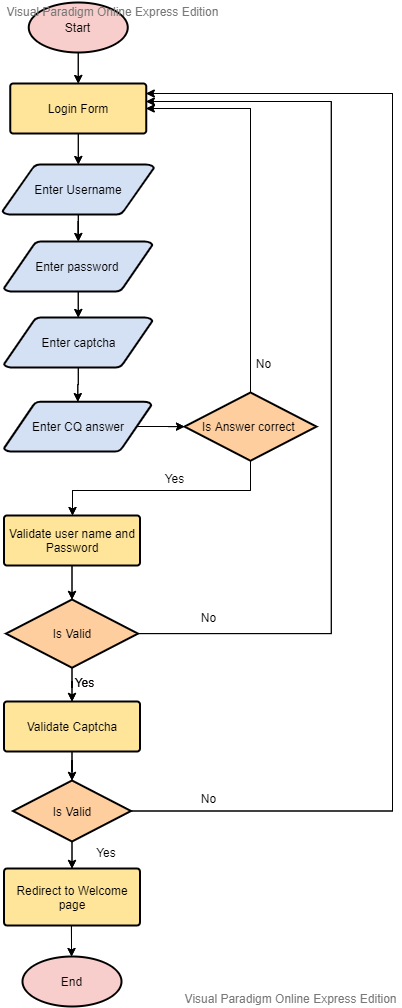 Visual Paradigm Online Express Edition
Start
Login Form
Enter Username
Enter password
Enter captcha
No
Enter CQ answer
Is Answer correct
Yes
Validate user name and
Password
No
Is Valid
Yes
Validate Captcha
No
Is Valid
Yes
Redirect to Welcome
page
End
Visual Paradigm Online Express Edition